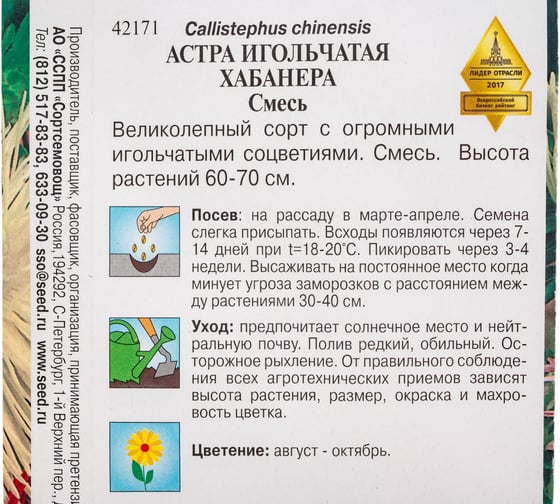 42171 Callistephus chinensis
АСТРА ИГОЛЬЧАТАЯ
ХАБАНЕРА
Смесь
ЛИДЕР ОТРАСЛИ
2017
Всероссийский
бизнес рейтинг
Великолепный сорт с огромными
игольчатыми соцветиями. Смесь. Высота
растений 60-70 см.
Посев: на рассаду в марте-апреле. Семена
слегка присыпать. Всходы появляются через 7-
14 дней при t=18-20°С. Пикировать через 3-4
недели. Высаживать на постоянное место когда
минует угроза заморозков с расстоянием меж-
ду растениями 30-40 см.
Уход: предпочитает солнечное место и нейт-
ральную почву. Полив редкий, обильный. Ос-
торожное рыхление. От правильного соблюде-
ния всех агротехнических приемов зависят
высота растения, размер, окраска и махро-
вость цветка.
Цветение: август - октябрь.
Производитель, поставщик, фасовщик, организация, принимающая претенз
АО «ССПП «Сортсемовощ» Россия, 194292, С-Петербург, 1-й Верхний пер.,
Тел: (812) 517-83-83, 633-09-30 sso@seed.ru www.seed.ru